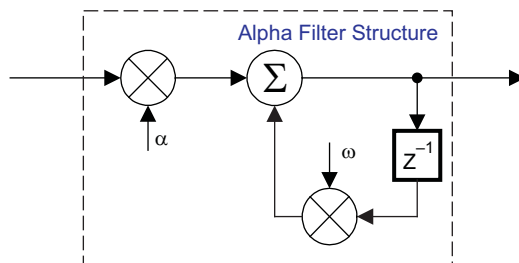 Alpha Filter Structure
Σ
α
ω
z⁻¹